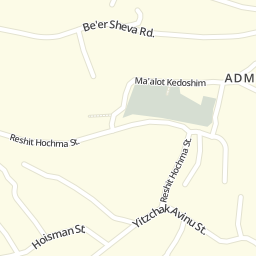 Be'er Sheva Rd.
Ma'alot Kedoshim
ADM
Reshit Hochma St.
Reshit Hochma St.
Yitzchak Avinu St.
Hoisman St